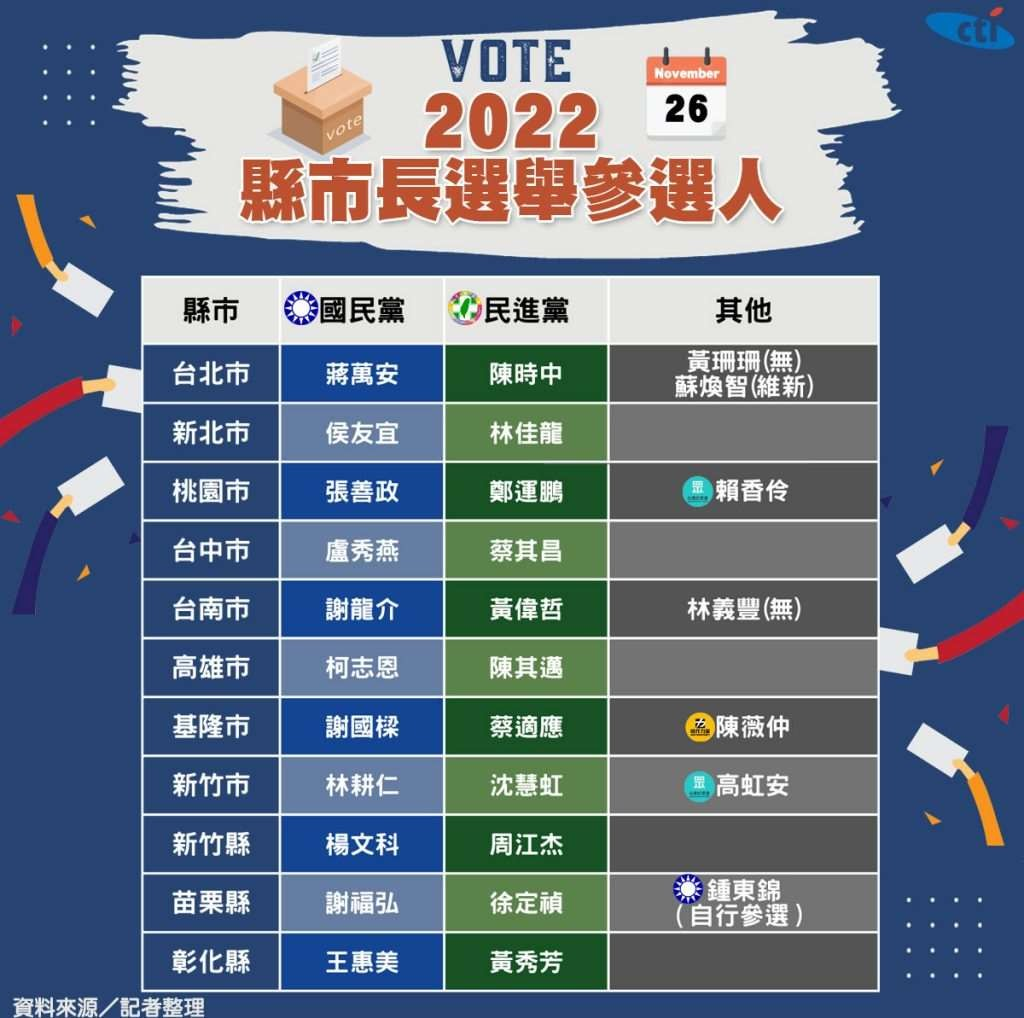 cti
VOTE
November
26
vote
2022
縣市長選舉參選人
縣市 國民黨 民進黨 其他
台北市 蔣萬安 陳時中 黃珊珊(無)
蘇煥智(維新)
新北市 侯友宜 林佳龍
桃園市 張善政 鄭運鵬 眾 賴香伶
台中市 盧秀燕 蔡其昌
台南市 謝龍介 黃偉哲 林義豐(無)
高雄市 柯志恩 陳其邁
基隆市 謝國樑 蔡適應 陳薇仲
新竹市 林耕仁 沈慧虹 眾 高虹安
新竹縣 楊文科 周江杰
苗栗縣 謝福弘 徐定禎 鍾東錦
(自行參選)
彰化縣 王惠美 黃秀芳
資料來源／記者整理